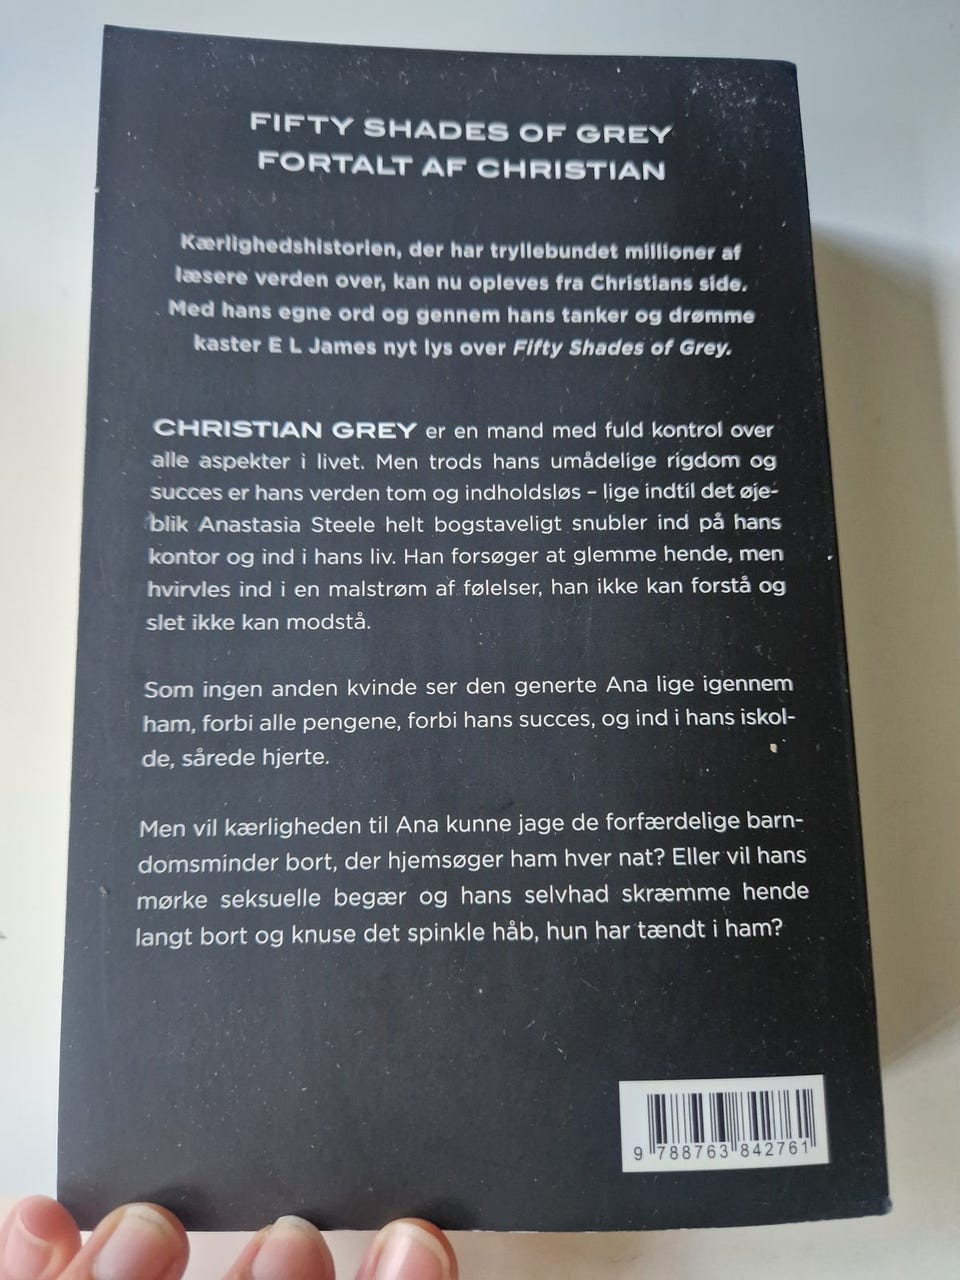 FIFTY SHADES OF GREY
FORTALT AF CHRISTIAN
Kærlighedshistorien, der har tryllebundet millioner af
læsere verden over, kan nu opleves fra Christians side.
Med hans egne ord og gennem hans tanker og drømme
kaster E L James nyt lys over Fifty Shades of Grey.
CHRISTIAN GREY er en mand med fuld kontrol over
alle aspekter i livet. Men trods hans umådelige rigdom og
succes er hans verden tom og indholdsløs – lige indtil det øje-
blik Anastasia Steele helt bogstaveligt snubler ind på hans
kontor og ind i hans liv. Han forsøger at glemme hende, men
hvirvles ind i en malstrøm af følelser, han ikke kan forstå og
slet ikke kan modstå.
Som ingen anden kvinde ser den generte Ana lige igennem
ham, forbi alle pengene, forbi hans succes, og ind i hans iskol-
de, sårede hjerte.
Men vil kærligheden til Ana kunne jage de forfærdelige barn-
domsminder bort, der hjemsøger ham hver nat? Eller vil hans
mørke seksuelle begær og hans selvhad skræmme hende
langt bort og knuse det spinkle håb, hun har tændt i ham?
9 788763 842761